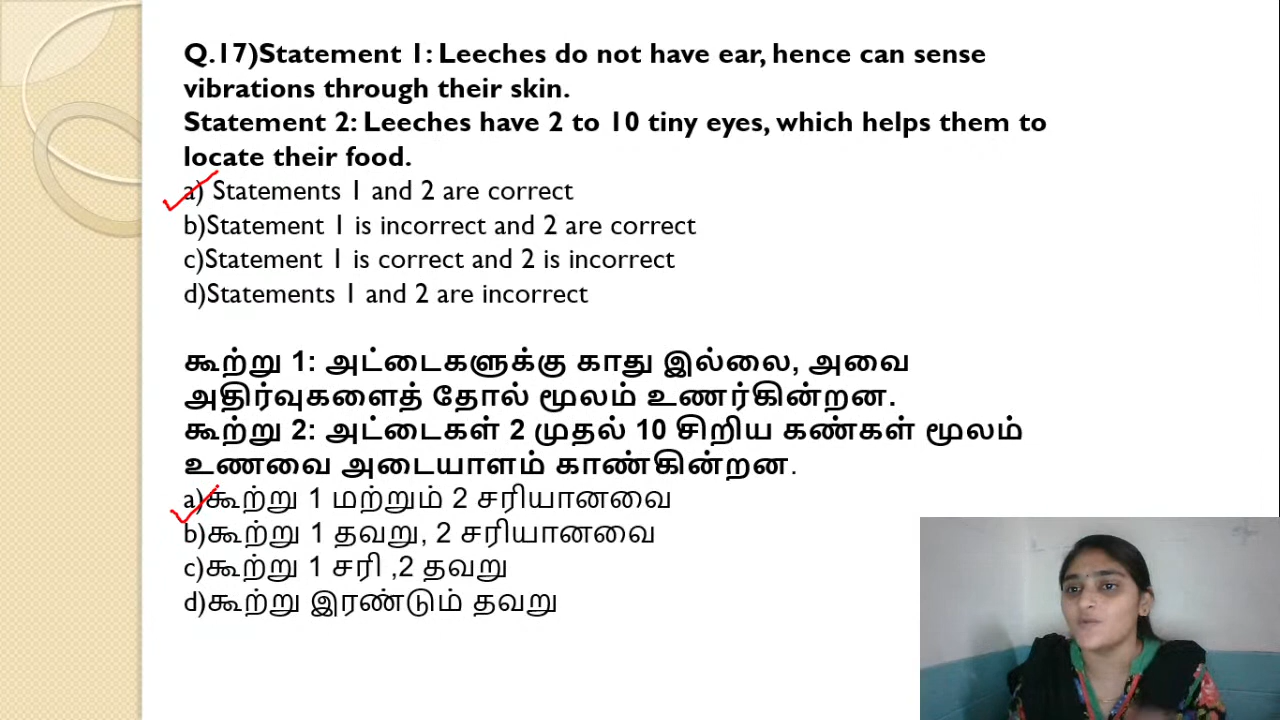 Q.17)Statement 1: Leeches do not have ear, hence can sense
vibrations through their skin.
Statement 2: Leeches have 2 to 10 tiny eyes, which helps them to
locate their food.
a) Statements 1 and 2 are correct
b)Statement 1 is incorrect and 2 are correct
c)Statement 1 is correct and 2 is incorrect
d)Statements 1 and 2 are incorrect
கூற்று 1: அட்டைகளுக்கு காது இல்லை, அவை
அதிர்வுகளைத் தோல் மூலம் உணர்கின்றன.
கூற்று 2: அட்டைகள் 2 முதல் 10 சிறிய கண்கள் மூலம்
உணவை அடையாளம் காண்கின்றன.
a)கூற்று 1 மற்றும் 2 சரியானவை
b)கூற்று 1 தவறு, 2 சரியானவை
c)கூற்று 1 சரி ,2 தவறு
d)கூற்று இரண்டும் தவறு